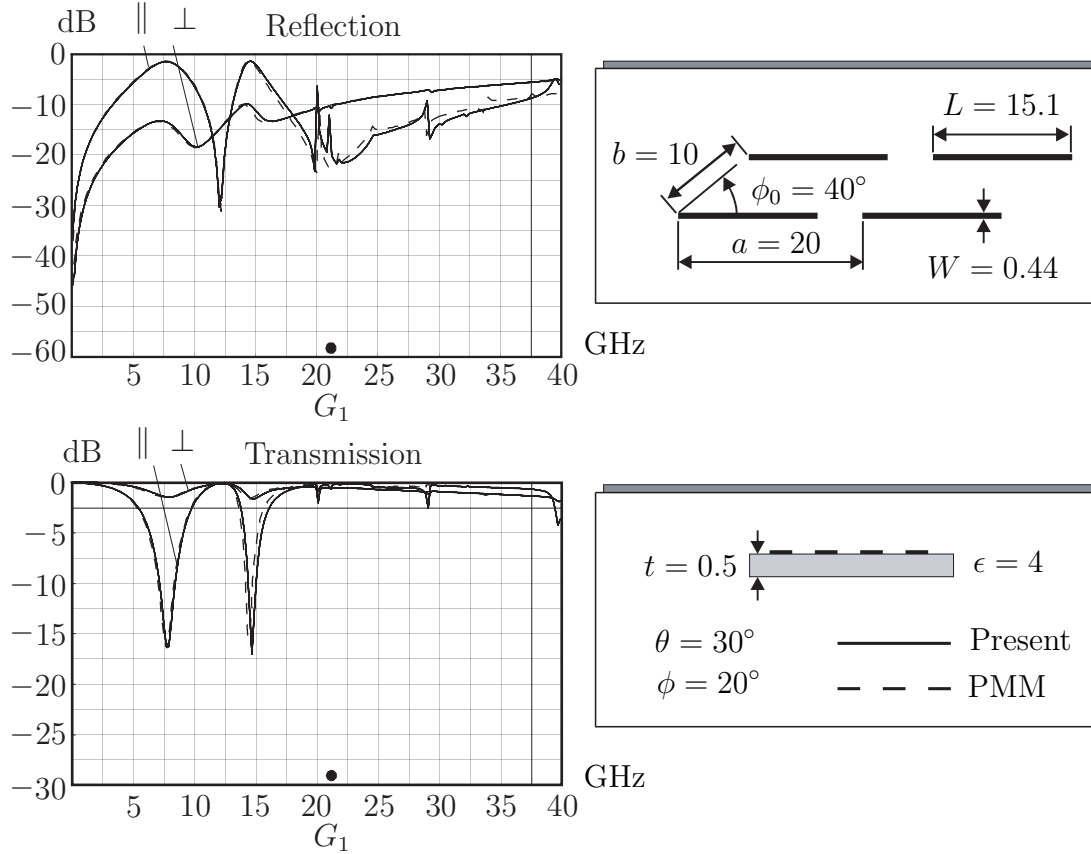 dB ∥ ⊥ Reflection
0
−10
−20
−30
−40
−50
−60
5 10 15 20 25 30 35 40
GHz
G₁
L = 15.1
b = 10
ϕ₀ = 40°
a = 20
W = 0.44
dB ∥ ⊥ Transmission
0
−5
−10
−15
−20
−25
−30
5 10 15 20 25 30 35 40
GHz
G₁
t = 0.5
ϵ = 4
θ = 30°
Present
ϕ = 20°
PMM